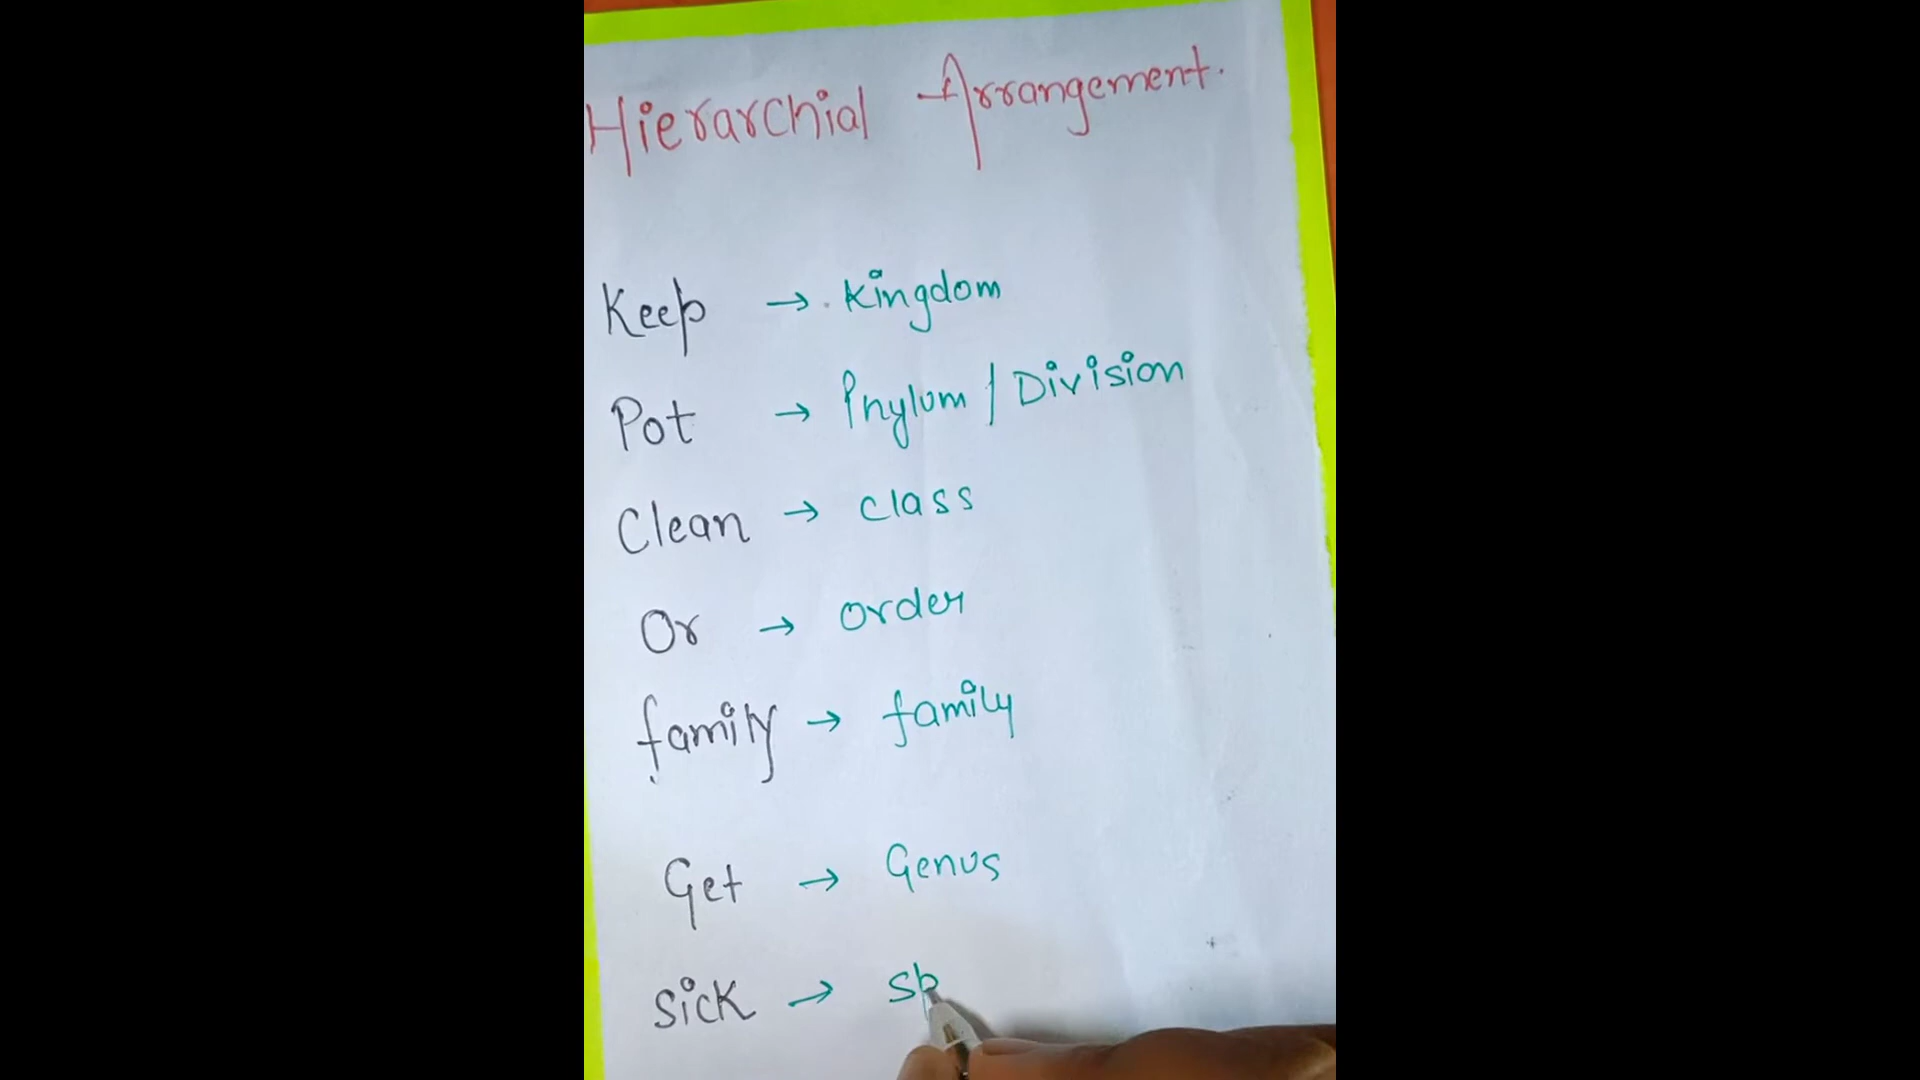 Hierarchial Arrangement.
Keep → Kingdom
Pot → Phylum / Division
Clean → class
Or → order
family → family
Get → Genus
Sick → Sp